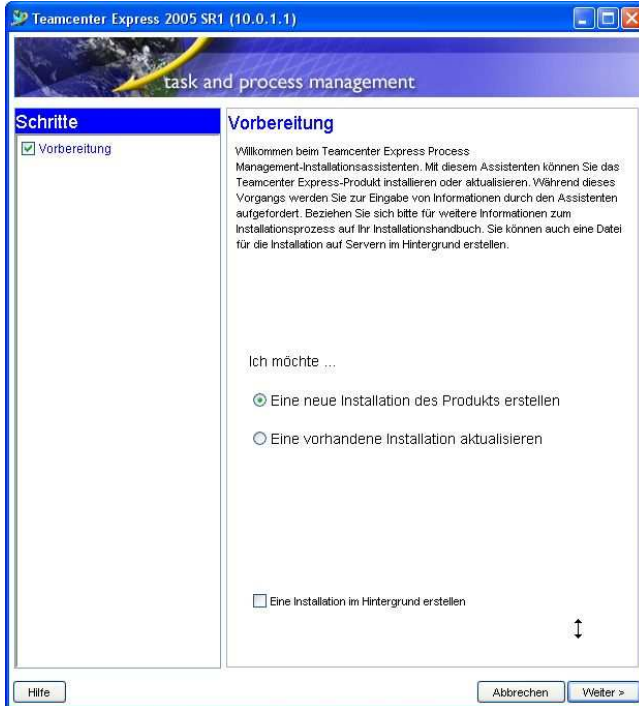 Teamcenter Express 2005 SR1 (10.0.1.1)
task and process management
Schritte
Vorbereitung
Vorbereitung
Willkommen beim Teamcenter Express Process
Management-Installationsassistenten. Mit diesem Assistenten können Sie das
Teamcenter Express-Produkt installieren oder aktualisieren. Während dieses
Vorgangs werden Sie zur Eingabe von Informationen durch den Assistenten
aufgefordert. Beziehen Sie sich bitte für weitere Informationen zum
Installationsprozess auf Ihr Installationshandbuch. Sie können auch eine Datei
für die Installation auf Servern im Hintergrund erstellen.
Ich möchte ...
Eine neue Installation des Produkts erstellen
Eine vorhandene Installation aktualisieren
Eine Installation im Hintergrund erstellen
Hilfe
Abbrechen
Weiter >